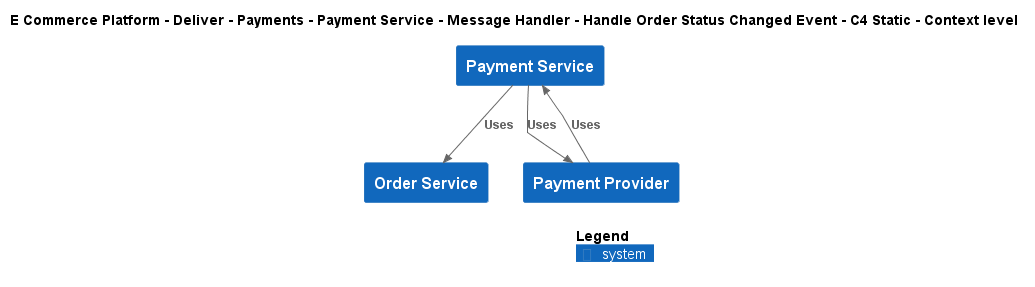 E Commerce Platform - Deliver - Payments - Payment Service - Message Handler - Handle Order Status Changed Event - C4 Static - Context level
Payment Service
Uses Uses Uses
Order Service Payment Provider
Legend
system